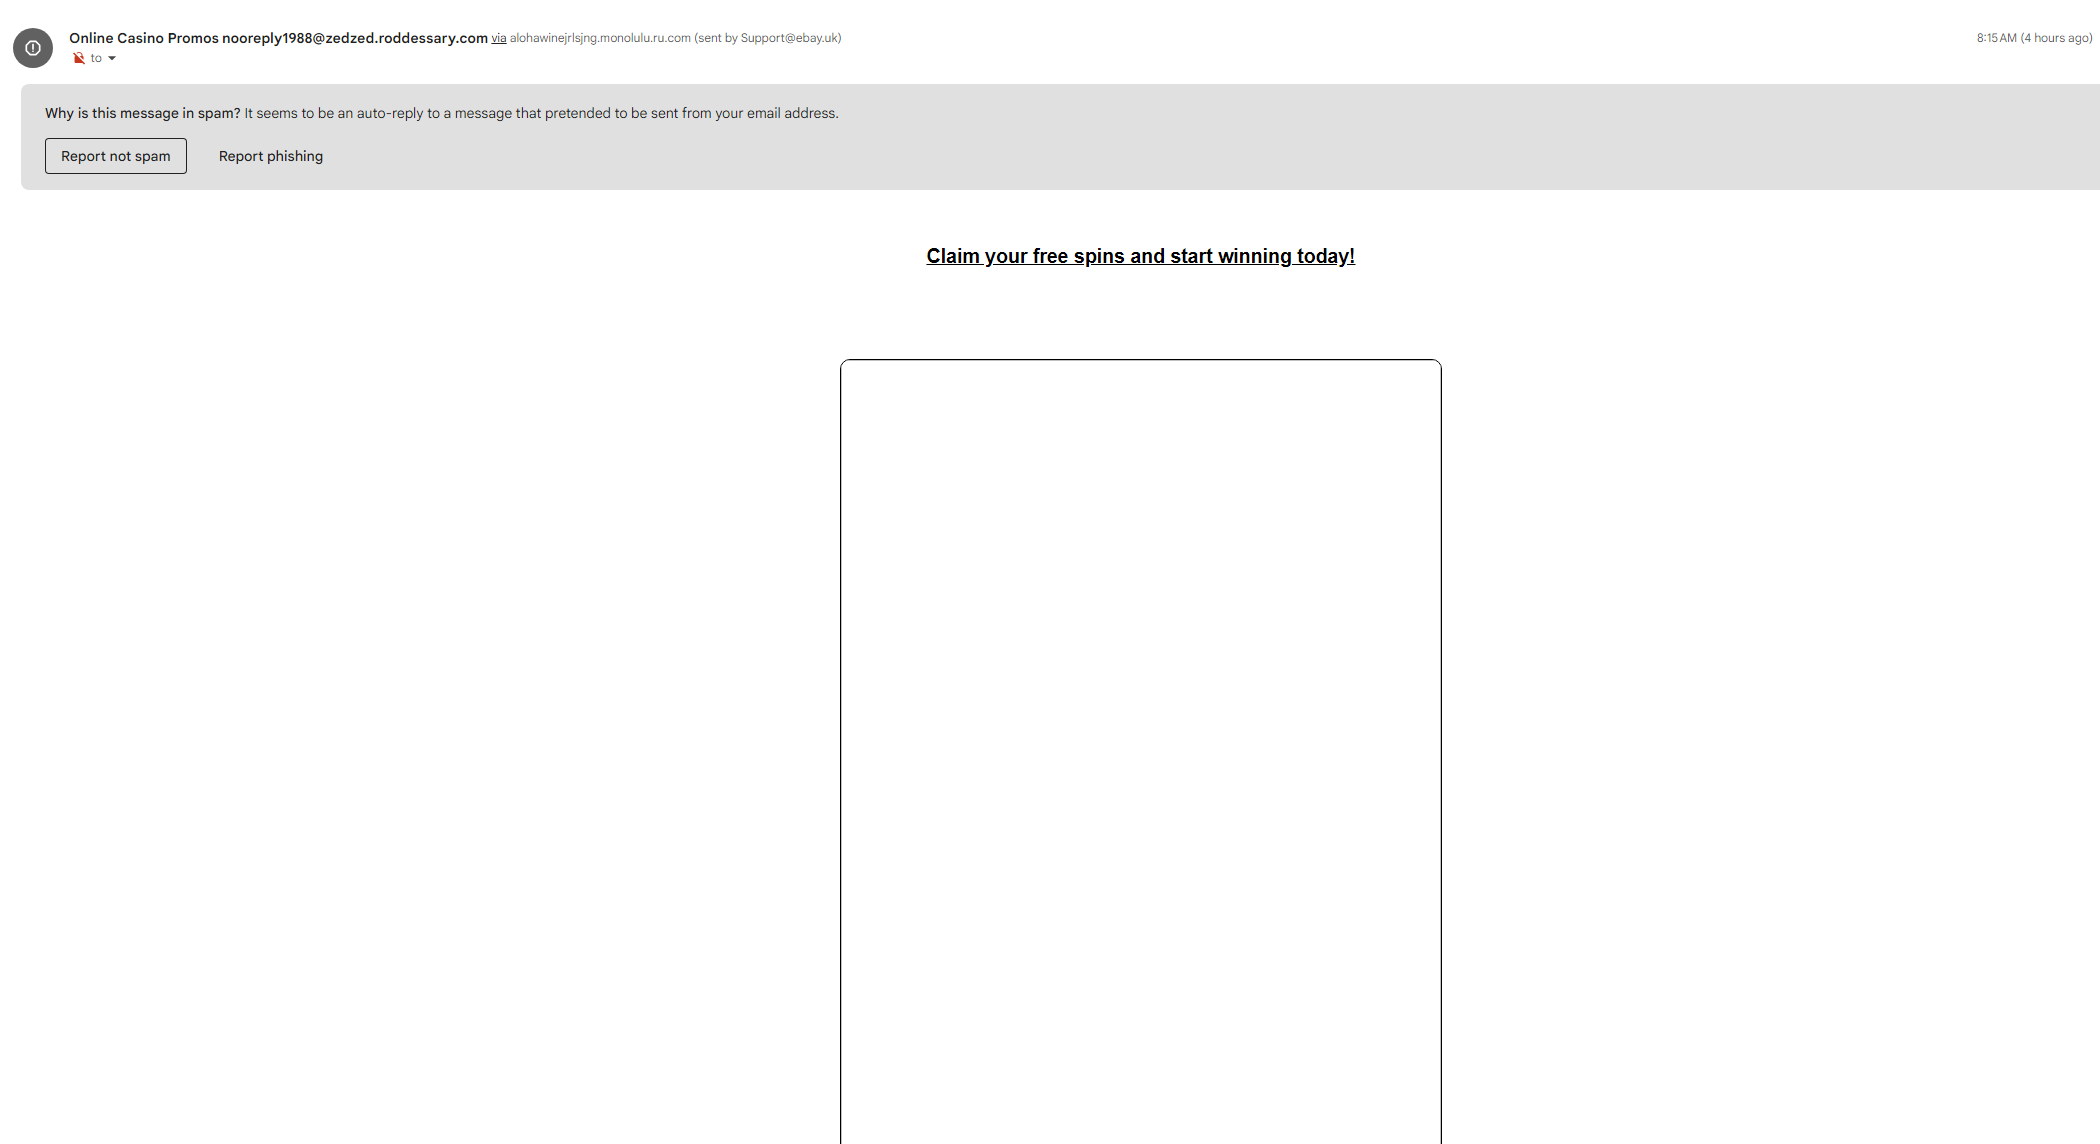 Online Casino Promos nooreply1988@zedzed.roddessary.com via alohawinejrlsjng.monolulu.ru.com (sent by Support@ebay.uk)
8:15 AM (4 hours ago)
to
Why is this message in spam? It seems to be an auto-reply to a message that pretended to be sent from your email address.
Report not spam
Report phishing
Claim your free spins and start winning today!